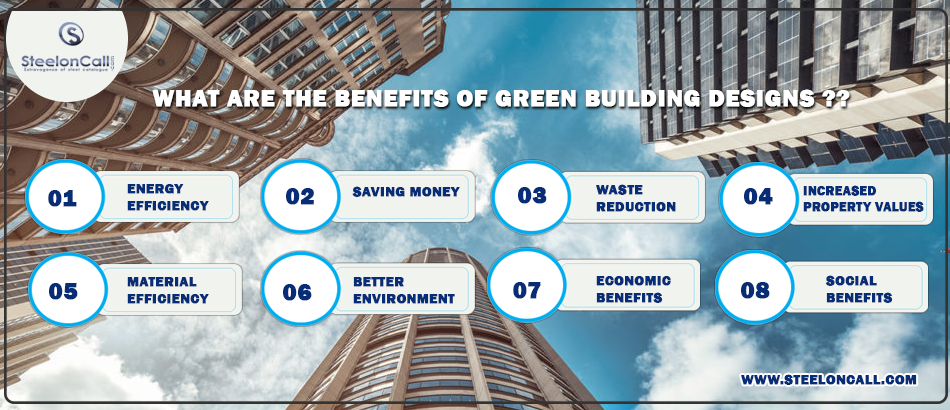 SteelonCall
Extravagance of steel catalogue
WHAT ARE THE BENEFITS OF GREEN BUILDING DESIGNS ??
01
ENERGY
EFFICIENCY
02
SAVING MONEY
03
WASTE
REDUCTION
04
INCREASED
PROPERTY VALUES
05
MATERIAL
EFFICIENCY
06
BETTER
ENVIRONMENT
07
ECONOMIC
BENEFITS
08
SOCIAL
BENEFITS
WWW.STEELONCALL.COM